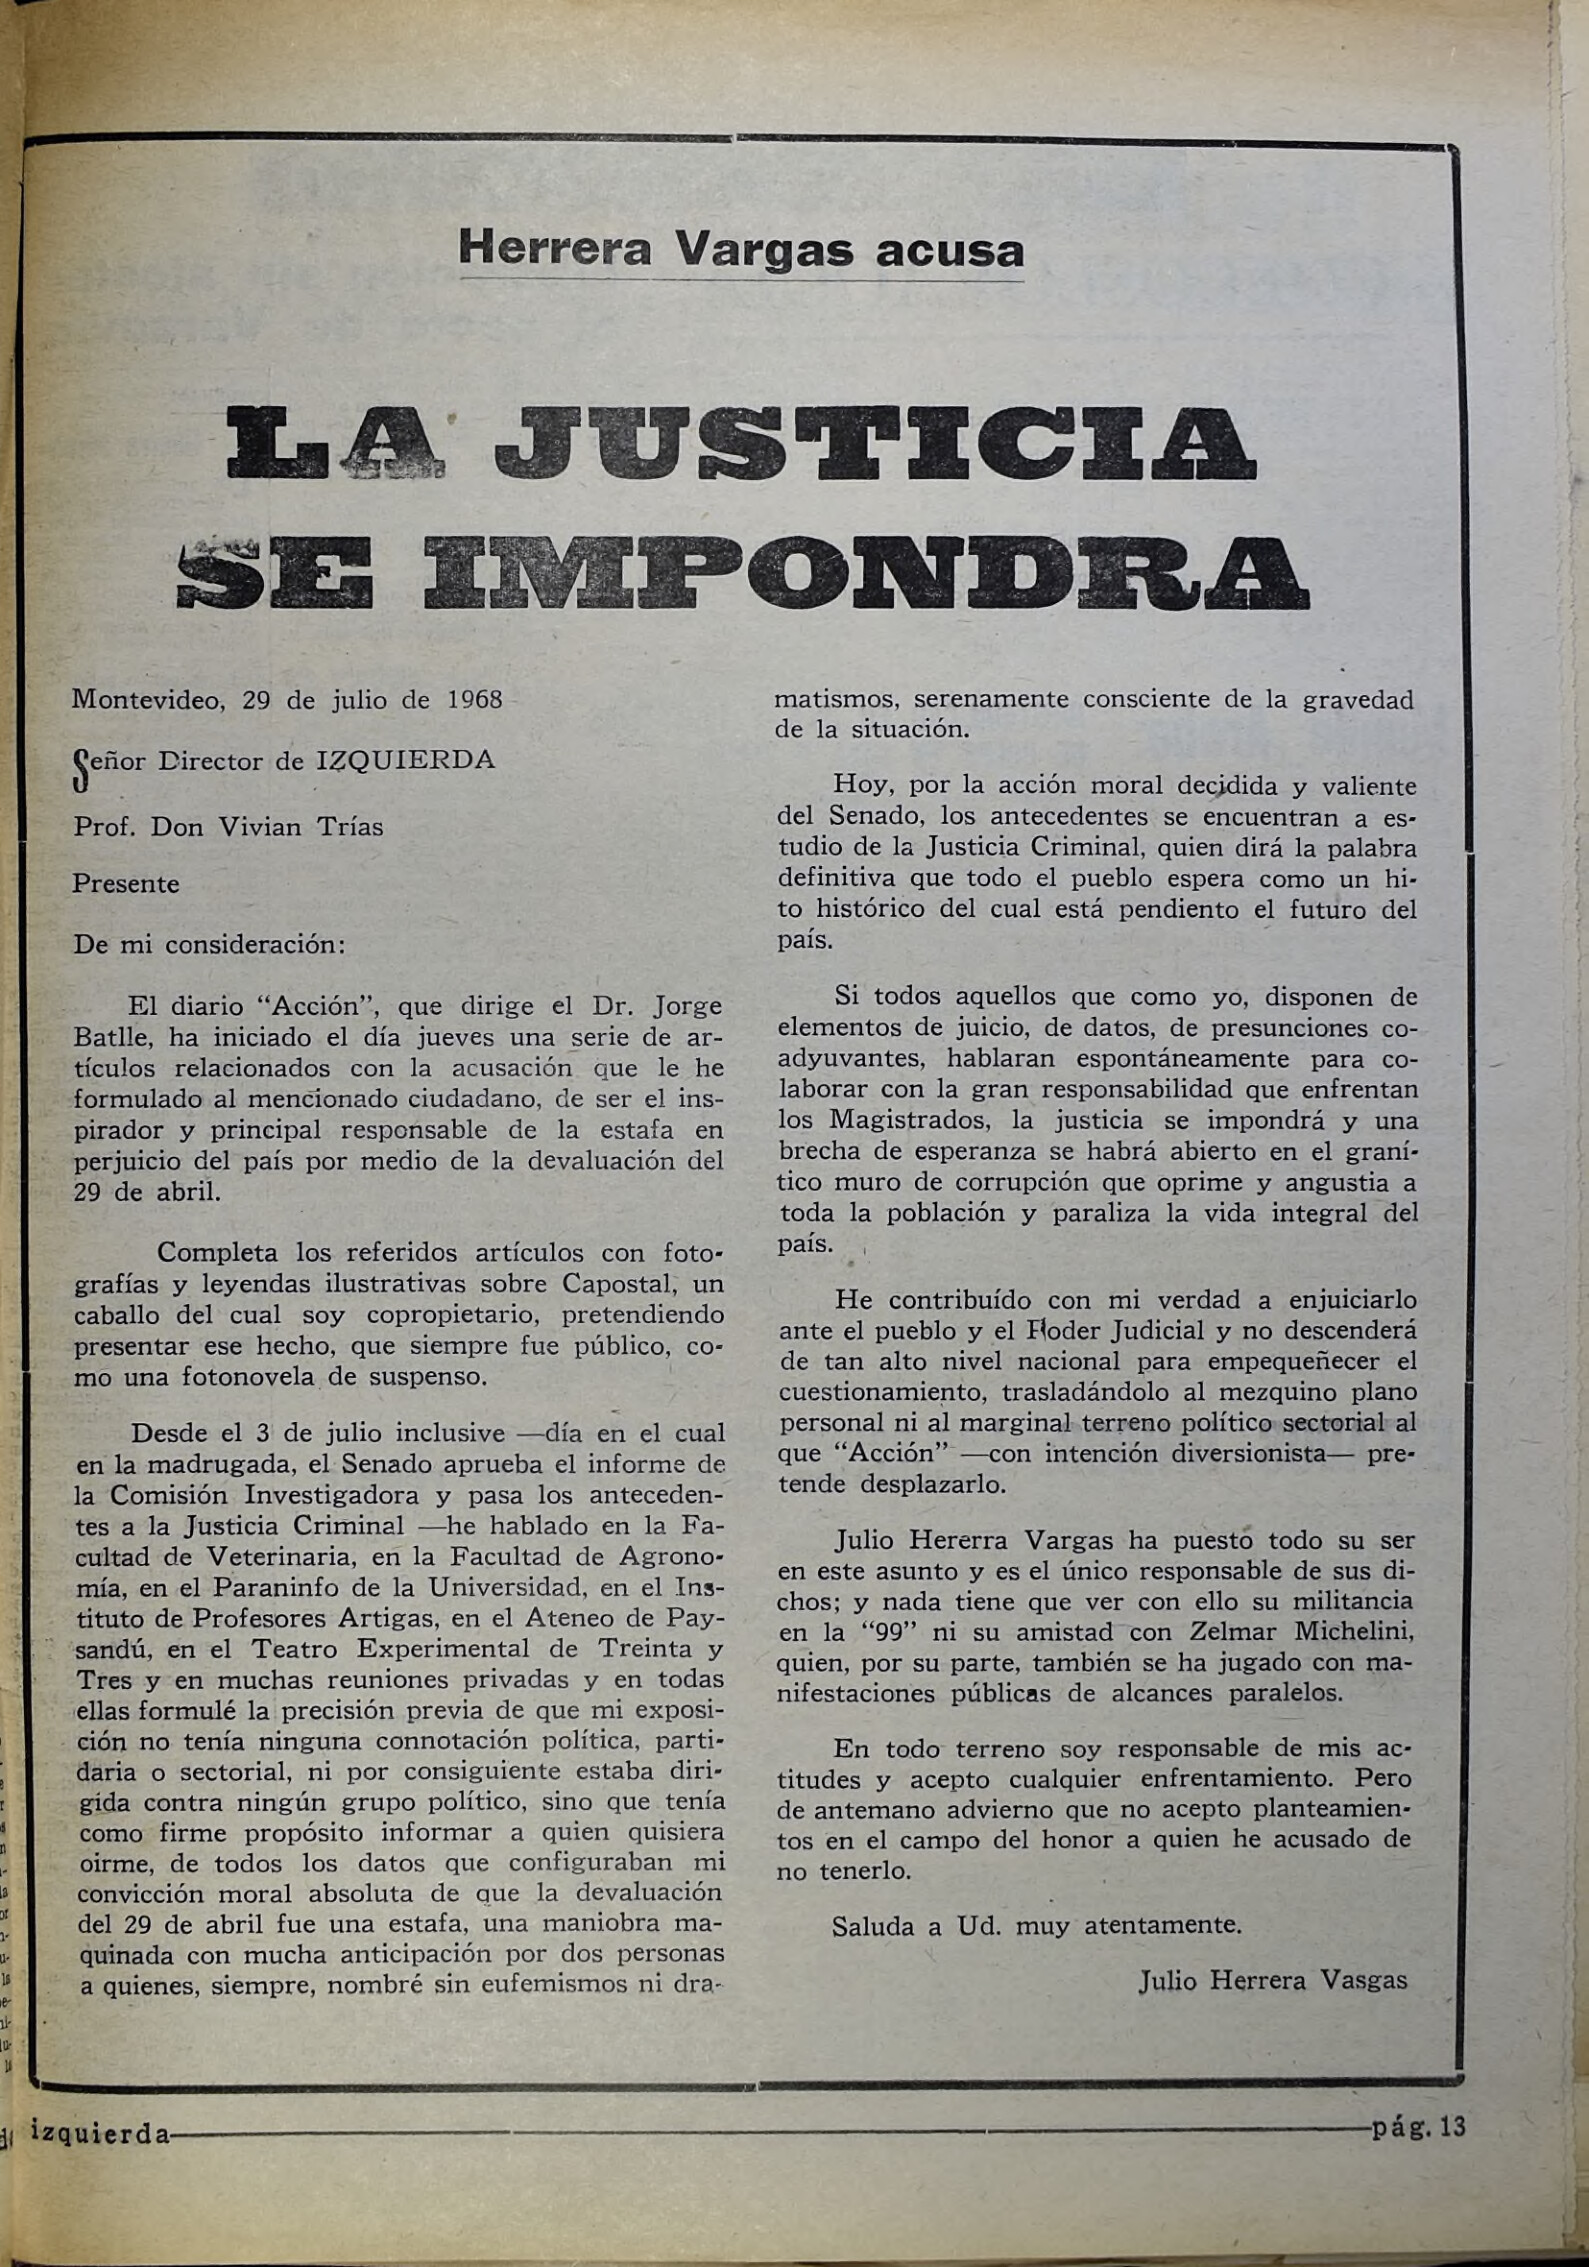 Herrera Vargas acusa
LA JUSTICIA
SE IMPONDRA
Montevideo, 29 de julio de 1968
Señor Director de IZQUIERDA
Prof. Don Vivian Trías
Presente
De mi consideración:
El diario “Acción”, que dirige el Dr. Jorge
Batlle, ha iniciado el día jueves una serie de ar-
tículos relacionados con la acusación que le he
formulado al mencionado ciudadano, de ser el ins-
pirador y principal responsable de la estafa en
perjuicio del país por medio de la devaluación del
29 de abril.
Completa los referidos artículos con foto-
grafías y leyendas ilustrativas sobre Capostal, un
caballo del cual soy copropietario, pretendiendo
presentar ese hecho, que siempre fue público, co-
mo una fotonovela de suspenso.
Desde el 3 de julio inclusive —día en el cual
en la madrugada, el Senado aprueba el informe de
la Comisión Investigadora y pasa los anteceden-
tes a la Justicia Criminal —he hablado en la Fa-
cultad de Veterinaria, en la Facultad de Agrono-
mía, en el Paraninfo de la Universidad, en el Ins-
tituto de Profesores Artigas, en el Ateneo de Pay-
sandú, en el Teatro Experimental de Treinta y
Tres y en muchas reuniones privadas y en todas
ellas formulé la precisión previa de que mi exposi-
ción no tenía ninguna connotación política, parti-
daria o sectorial, ni por consiguiente estaba diri-
gida contra ningún grupo político, sino que tenía
como firme propósito informar a quien quisiera
oirme, de todos los datos que configuraban mi
convicción moral absoluta de que la devaluación
del 29 de abril fue una estafa, una maniobra ma-
quinada con mucha anticipación por dos personas
a quienes, siempre, nombré sin eufemismos ni dra-
matismos, serenamente consciente de la gravedad
de la situación.
Hoy, por la acción moral decidida y valiente
del Senado, los antecedentes se encuentran a es-
tudio de la Justicia Criminal, quien dirá la palabra
definitiva que todo el pueblo espera como un hi-
to histórico del cual está pendiento el futuro del
país.
Si todos aquellos que como yo, disponen de
elementos de juicio, de datos, de presunciones co-
adyuvantes, hablaran espontáneamente para co-
laborar con la gran responsabilidad que enfrentan
los Magistrados, la justicia se impondrá y una
brecha de esperanza se habrá abierto en el graní-
tico muro de corrupción que oprime y angustia a
toda la población y paraliza la vida integral del
país.
He contribuído con mi verdad a enjuiciarlo
ante el pueblo y el Poder Judicial y no descenderá
de tan alto nivel nacional para empequeñecer el
cuestionamiento, trasladándolo al mezquino plano
personal ni al marginal terreno político sectorial al
que “Acción” —con intención diversionista— pre-
tende desplazarlo.
Julio Hererra Vargas ha puesto todo su ser
en este asunto y es el único responsable de sus di-
chos; y nada tiene que ver con ello su militancia
en la “99” ni su amistad con Zelmar Michelini,
quien, por su parte, también se ha jugado con ma-
nifestaciones públicas de alcances paralelos.
En todo terreno soy responsable de mis ac-
titudes y acepto cualquier enfrentamiento. Pero
de antemano advierno que no acepto planteamien-
tos en el campo del honor a quien he acusado de
no tenerlo.
Saluda a Ud. muy atentamente.
Julio Herrera Vasgas
izquierda
pág. 13